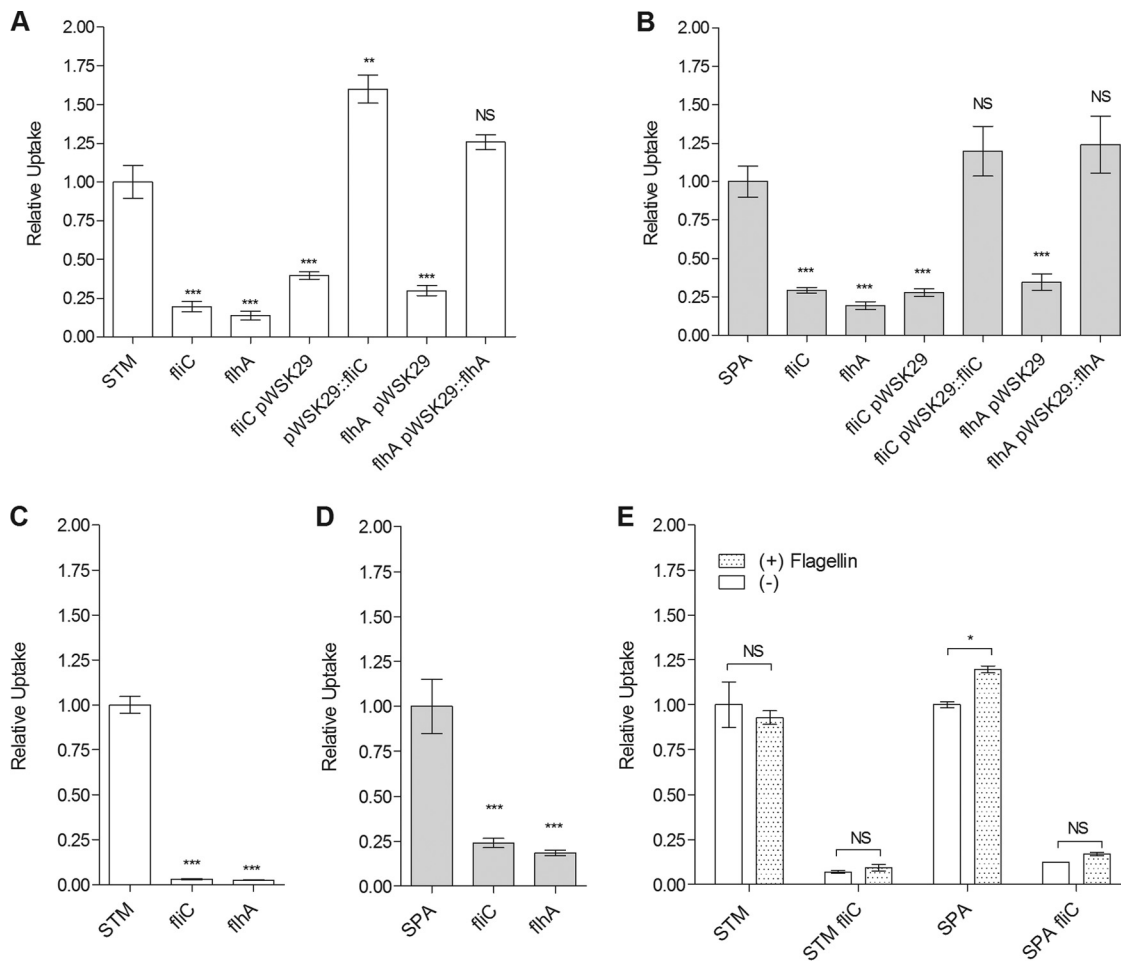 A
Relative Uptake
2.00
1.75
1.50
1.25
1.00
0.75
0.50
0.25
0.00
***
***
***
**
***
NS
STM
fliC
flhA
fliC pWSK29
pWSK29::fliC
flhA pWSK29
flhA pWSK29::flhA
B
Relative Uptake
2.00
1.75
1.50
1.25
1.00
0.75
0.50
0.25
0.00
***
***
***
NS
***
NS
SPA
fliC
flhA
fliC pWSK29
fliC pWSK29::fliC
flhA pWSK29
flhA pWSK29::flhA
C
Relative Uptake
2.00
1.75
1.50
1.25
1.00
0.75
0.50
0.25
0.00
***
***
STM
fliC
flhA
D
Relative Uptake
2.00
1.75
1.50
1.25
1.00
0.75
0.50
0.25
0.00
***
***
SPA
fliC
flhA
E
Relative Uptake
2.00
1.75
1.50
1.25
1.00
0.75
0.50
0.25
0.00
(+) Flagellin
(-)
NS
NS
*
NS
STM
STM fliC
SPA
SPA fliC